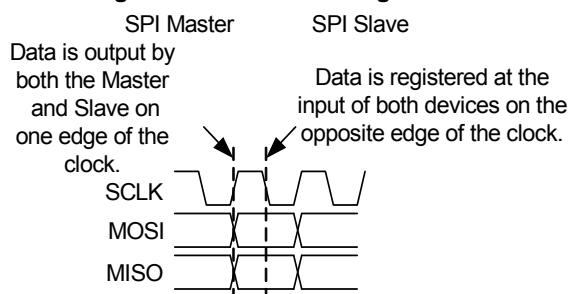 SPI Master SPI Slave
Data is output by
both the Master
and Slave on
one edge of the
clock.
Data is registered at the
input of both devices on the
opposite edge of the clock.
SCLK
MOSI
MISO